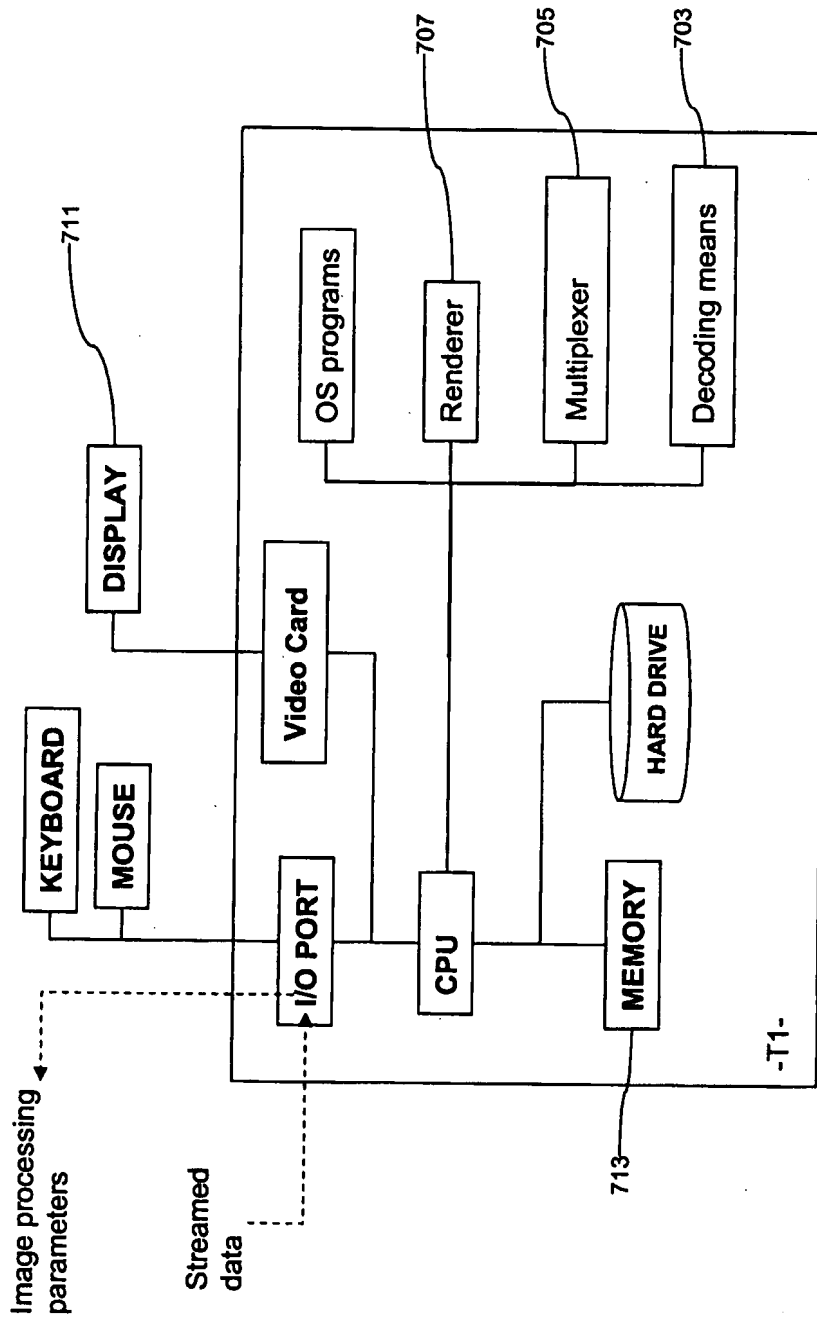 Image processing
parameters
Streamed
data
KEYBOARD
MOUSE
DISPLAY
711
I/O PORT
Video Card
OS programs
CPU
Renderer
707
Multiplexer
705
MEMORY
713
HARD DRIVE
Decoding means
703
-T1-